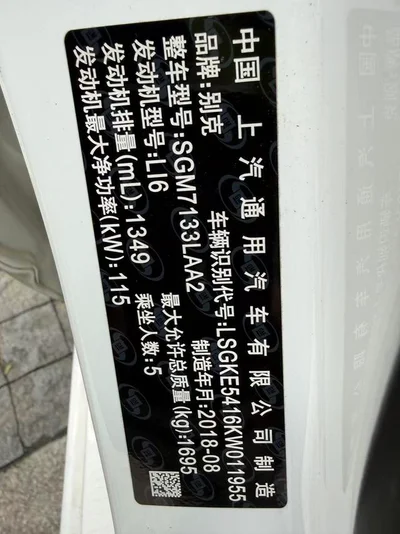 中国 上汽通用汽车有限公司制造
品牌:别克 车辆识别代号:LSGKE5416KW011955
整车型号:SGM7133LAA2 制造年月:2018-08
发动机型号:LI6 最大允许总质量(kg):1695
发动机排量(mL):1349 乘坐人数:5
发动机最大净功率(kW):115